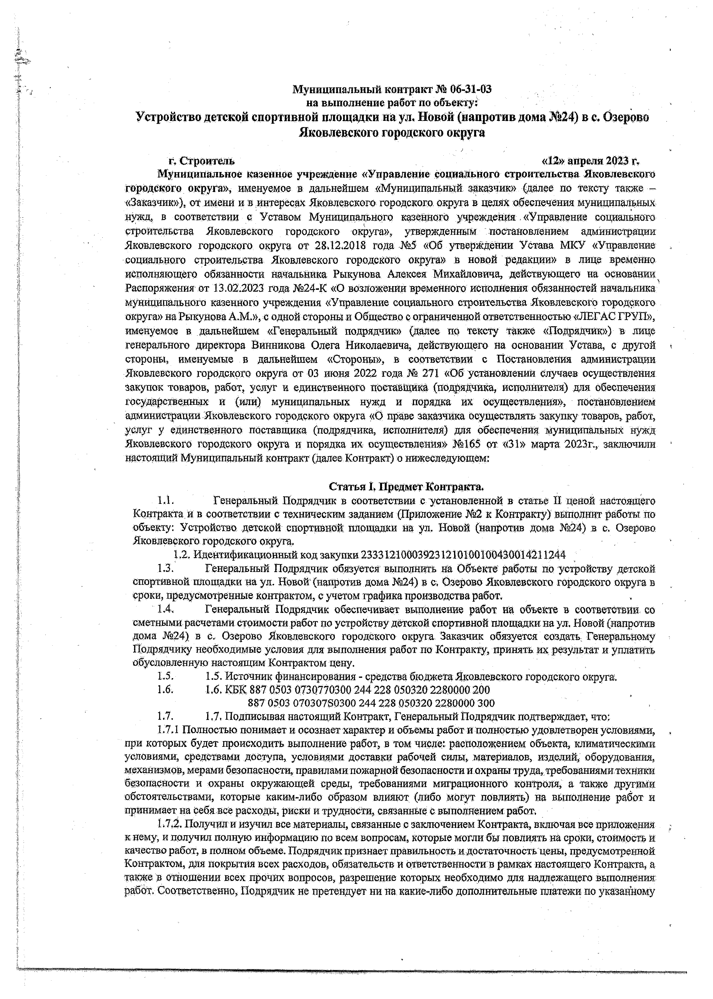 Муниципальный контракт № 06-31-03
на выполнение работ по объекту:
Устройство детской спортивной площадки на ул. Новой (напротив дома №24) в с. Озерово
Яковлевского городского округа
г. Строитель «12» апреля 2023 г.
Муниципальное казенное учреждение «Управление социального строительства Яковлевского
городского округа», именуемое в дальнейшем «Муниципальный заказчик» (далее по тексту также –
«Заказчик»), от имени и в интересах Яковлевского городского округа в целях обеспечения муниципальных
нужд, в соответствии с Уставом Муниципального казенного учреждения «Управление социального
строительства Яковлевского городского округа», утвержденным постановлением администрации
Яковлевского городского округа от 28.12.2018 года №5 «Об утверждении Устава МКУ «Управление
социального строительства Яковлевского городского округа» в новой редакции» в лице временно
исполняющего обязанности начальника Рыкунова Алексея Михайловича, действующего на основании
Распоряжения от 13.02.2023 года №24-К «О возложении временного исполнения обязанностей начальника
муниципального казенного учреждения «Управление социального строительства Яковлевского городского
округа» на Рыкунова А.М.», с одной стороны и Общество с ограниченной ответственностью «ЛЕГАС ГРУП»,
именуемое в дальнейшем «Генеральный подрядчик» (далее по тексту также «Подрядчик») в лице
генерального директора Винникова Олега Николаевича, действующего на основании Устава, с другой
стороны, именуемые в дальнейшем «Стороны», в соответствии с Постановления администрации
Яковлевского городского округа от 03 июня 2022 года № 271 «Об установлении случаев осуществления
закупок товаров, работ, услуг и единственного поставщика (подрядчика, исполнителя) для обеспечения
государственных и (или) муниципальных нужд и порядка их осуществления», постановлением
администрации Яковлевского городского округа «О праве заказчика осуществлять закупку товаров, работ,
услуг у единственного поставщика (подрядчика, исполнителя) для обеспечения муниципальных нужд
Яковлевского городского округа и порядка их осуществления» №165 от «31» марта 2023г., заключили
настоящий Муниципальный контракт (далее Контракт) о нижеследующем:
Статья I. Предмет Контракта.
1.1. Генеральный Подрядчик в соответствии с установленной в статье II ценой настоящего
Контракта и в соответствии с техническим заданием (Приложение №2 к Контракту) выполнит работы по
объекту: Устройство детской спортивной площадки на ул. Новой (напротив дома №24) в с. Озерово
Яковлевского городского округа.
1.2. Идентификационный код закупки 233312100039231210100100430014211244
1.3. Генеральный Подрядчик обязуется выполнить на Объекте работы по устройству детской
спортивной площадки на ул. Новой (напротив дома №24) в с. Озерово Яковлевского городского округа в
сроки, предусмотренные контрактом, с учетом графика производства работ.
1.4. Генеральный Подрядчик обеспечивает выполнение работ на объекте в соответствии со
сметными расчетами стоимости работ по устройству детской спортивной площадки на ул. Новой (напротив
дома №24) в с. Озерово Яковлевского городского округа Заказчик обязуется создать Генеральному
Подрядчику необходимые условия для выполнения работ по Контракту, принять их результат и уплатить
обусловленную настоящим Контрактом цену.
1.5. 1.5. Источник финансирования - средства бюджета Яковлевского городского округа.
1.6. 1.6. КБК 887 0503 0730770300 244 228 050320 2280000 200
887 0503 070307S0300 244 228 050320 2280000 300
1.7. 1.7. Подписывая настоящий Контракт, Генеральный Подрядчик подтверждает, что:
1.7.1 Полностью понимает и осознает характер и объемы работ и полностью удовлетворен условиями,
при которых будет происходить выполнение работ, в том числе: расположением объекта, климатическими
условиями, средствами доступа, условиями доставки рабочей силы, материалов, изделий, оборудования,
механизмов, мерами безопасности, правилами пожарной безопасности и охраны труда, требованиями техники
безопасности и охраны окружающей среды, требованиями миграционного контроля, а также другими
обстоятельствами, которые каким-либо образом влияют (либо могут повлиять) на выполнение работ и
принимает на себя все расходы, риски и трудности, связанные с выполнением работ.
1.7.2. Получил и изучил все материалы, связанные с заключением Контракта, включая все приложения
к нему, и получил полную информацию по всем вопросам, которые могли бы повлиять на сроки, стоимость и
качество работ, в полном объеме. Подрядчик признает правильность и достаточность цены, предусмотренной
Контрактом, для покрытия всех расходов, обязательств и ответственности в рамках настоящего Контракта, а
также в отношении всех прочих вопросов, разрешение которых необходимо для надлежащего выполнения
работ. Соответственно, Подрядчик не претендует ни на какие-либо дополнительные платежи по указанному